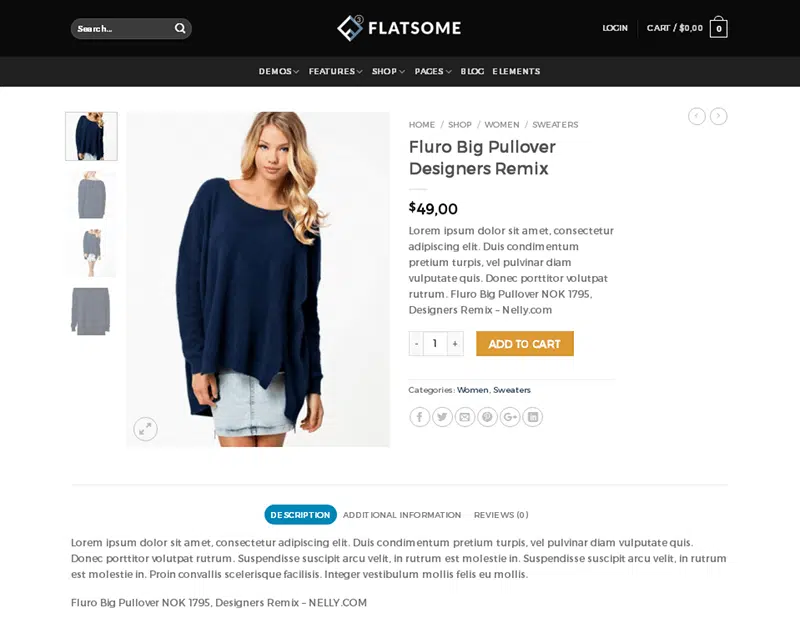 Search...
3
FLATSOME
LOGIN
CART / $0,00
0
DEMOS
FEATURES
SHOP
PAGES
BLOG
ELEMENTS
HOME / SHOP / WOMEN / SWEATERS
Fluro Big Pullover
Designers Remix
$49,00
Lorem ipsum dolor sit amet, consectetur
adipiscing elit. Duis condimentum
pretium turpis, vel pulvinar diam
vulputate quis. Donec porttitor volutpat
rutrum. Fluro Big Pullover NOK 1795,
Designers Remix – Nelly.com
- 1 +
ADD TO CART
Categories: Women, Sweaters
DESCRIPTION
ADDITIONAL INFORMATION
REVIEWS (0)
Lorem ipsum dolor sit amet, consectetur adipiscing elit. Duis condimentum pretium turpis, vel pulvinar diam vulputate quis.
Donec porttitor volutpat rutrum. Suspendisse suscipit arcu velit, in rutrum est molestie in. Suspendisse suscipit arcu velit, in rutrum
est molestie in. Proin convallis scelerisque facilisis. Integer vestibulum mollis felis eu mollis.
Fluro Big Pullover NOK 1795, Designers Remix – NELLY.COM